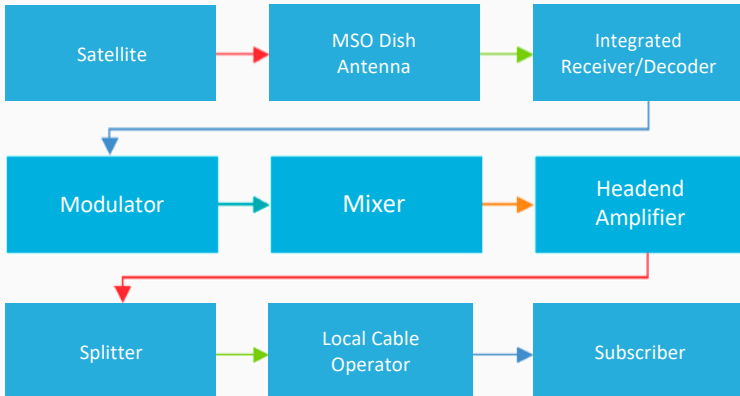 Satellite
MSO Dish
Antenna
Integrated
Receiver/Decoder
Modulator
Mixer
Headend
Amplifier
Splitter
Local Cable
Operator
Subscriber